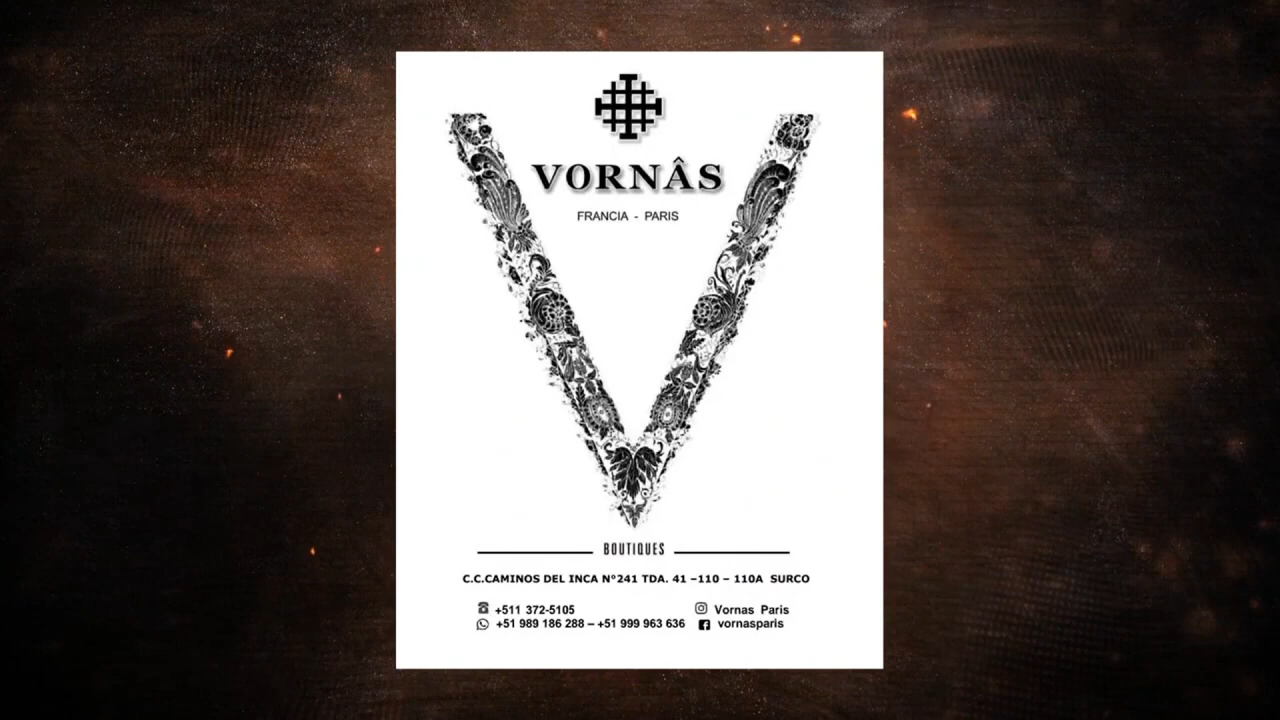 VORNÂS
FRANCIA - PARIS
BOUTIQUES
C.C.CAMINOS DEL INCA N°241 TDA. 41 –110 – 110A SURCO
+511 372-5105
+51 989 186 288 – +51 999 963 636
Vornas Paris
vornasparis